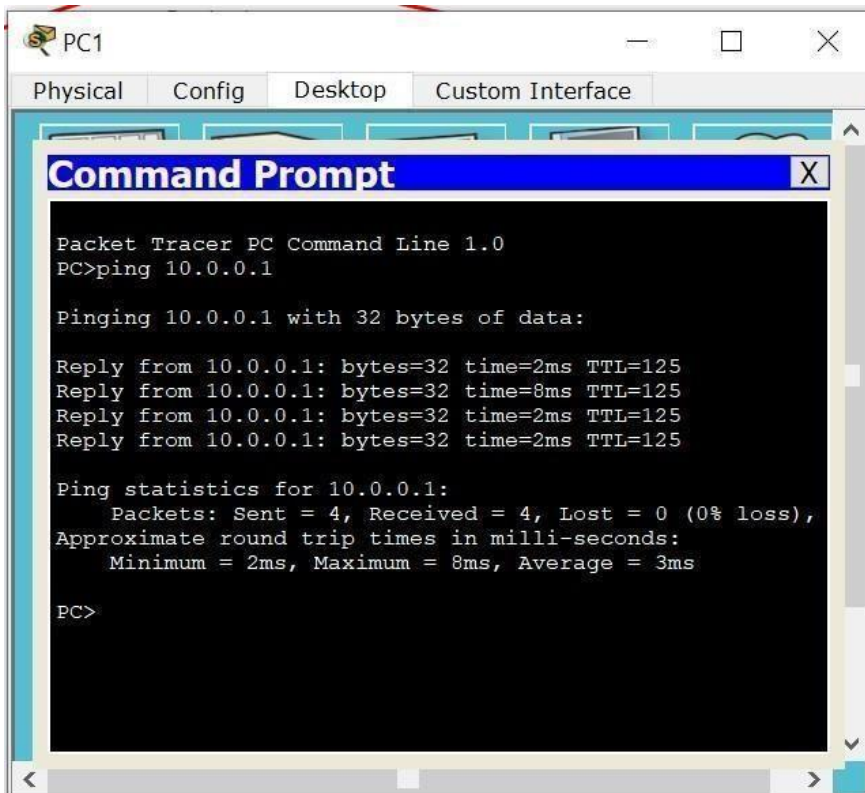 PC1
Physical Config Desktop Custom Interface
Command Prompt X
Packet Tracer PC Command Line 1.0
PC>ping 10.0.0.1
Pinging 10.0.0.1 with 32 bytes of data:
Reply from 10.0.0.1: bytes=32 time=2ms TTL=125
Reply from 10.0.0.1: bytes=32 time=8ms TTL=125
Reply from 10.0.0.1: bytes=32 time=2ms TTL=125
Reply from 10.0.0.1: bytes=32 time=2ms TTL=125
Ping statistics for 10.0.0.1:
Packets: Sent = 4, Received = 4, Lost = 0 (0% loss),
Approximate round trip times in milli-seconds:
Minimum = 2ms, Maximum = 8ms, Average = 3ms
PC>